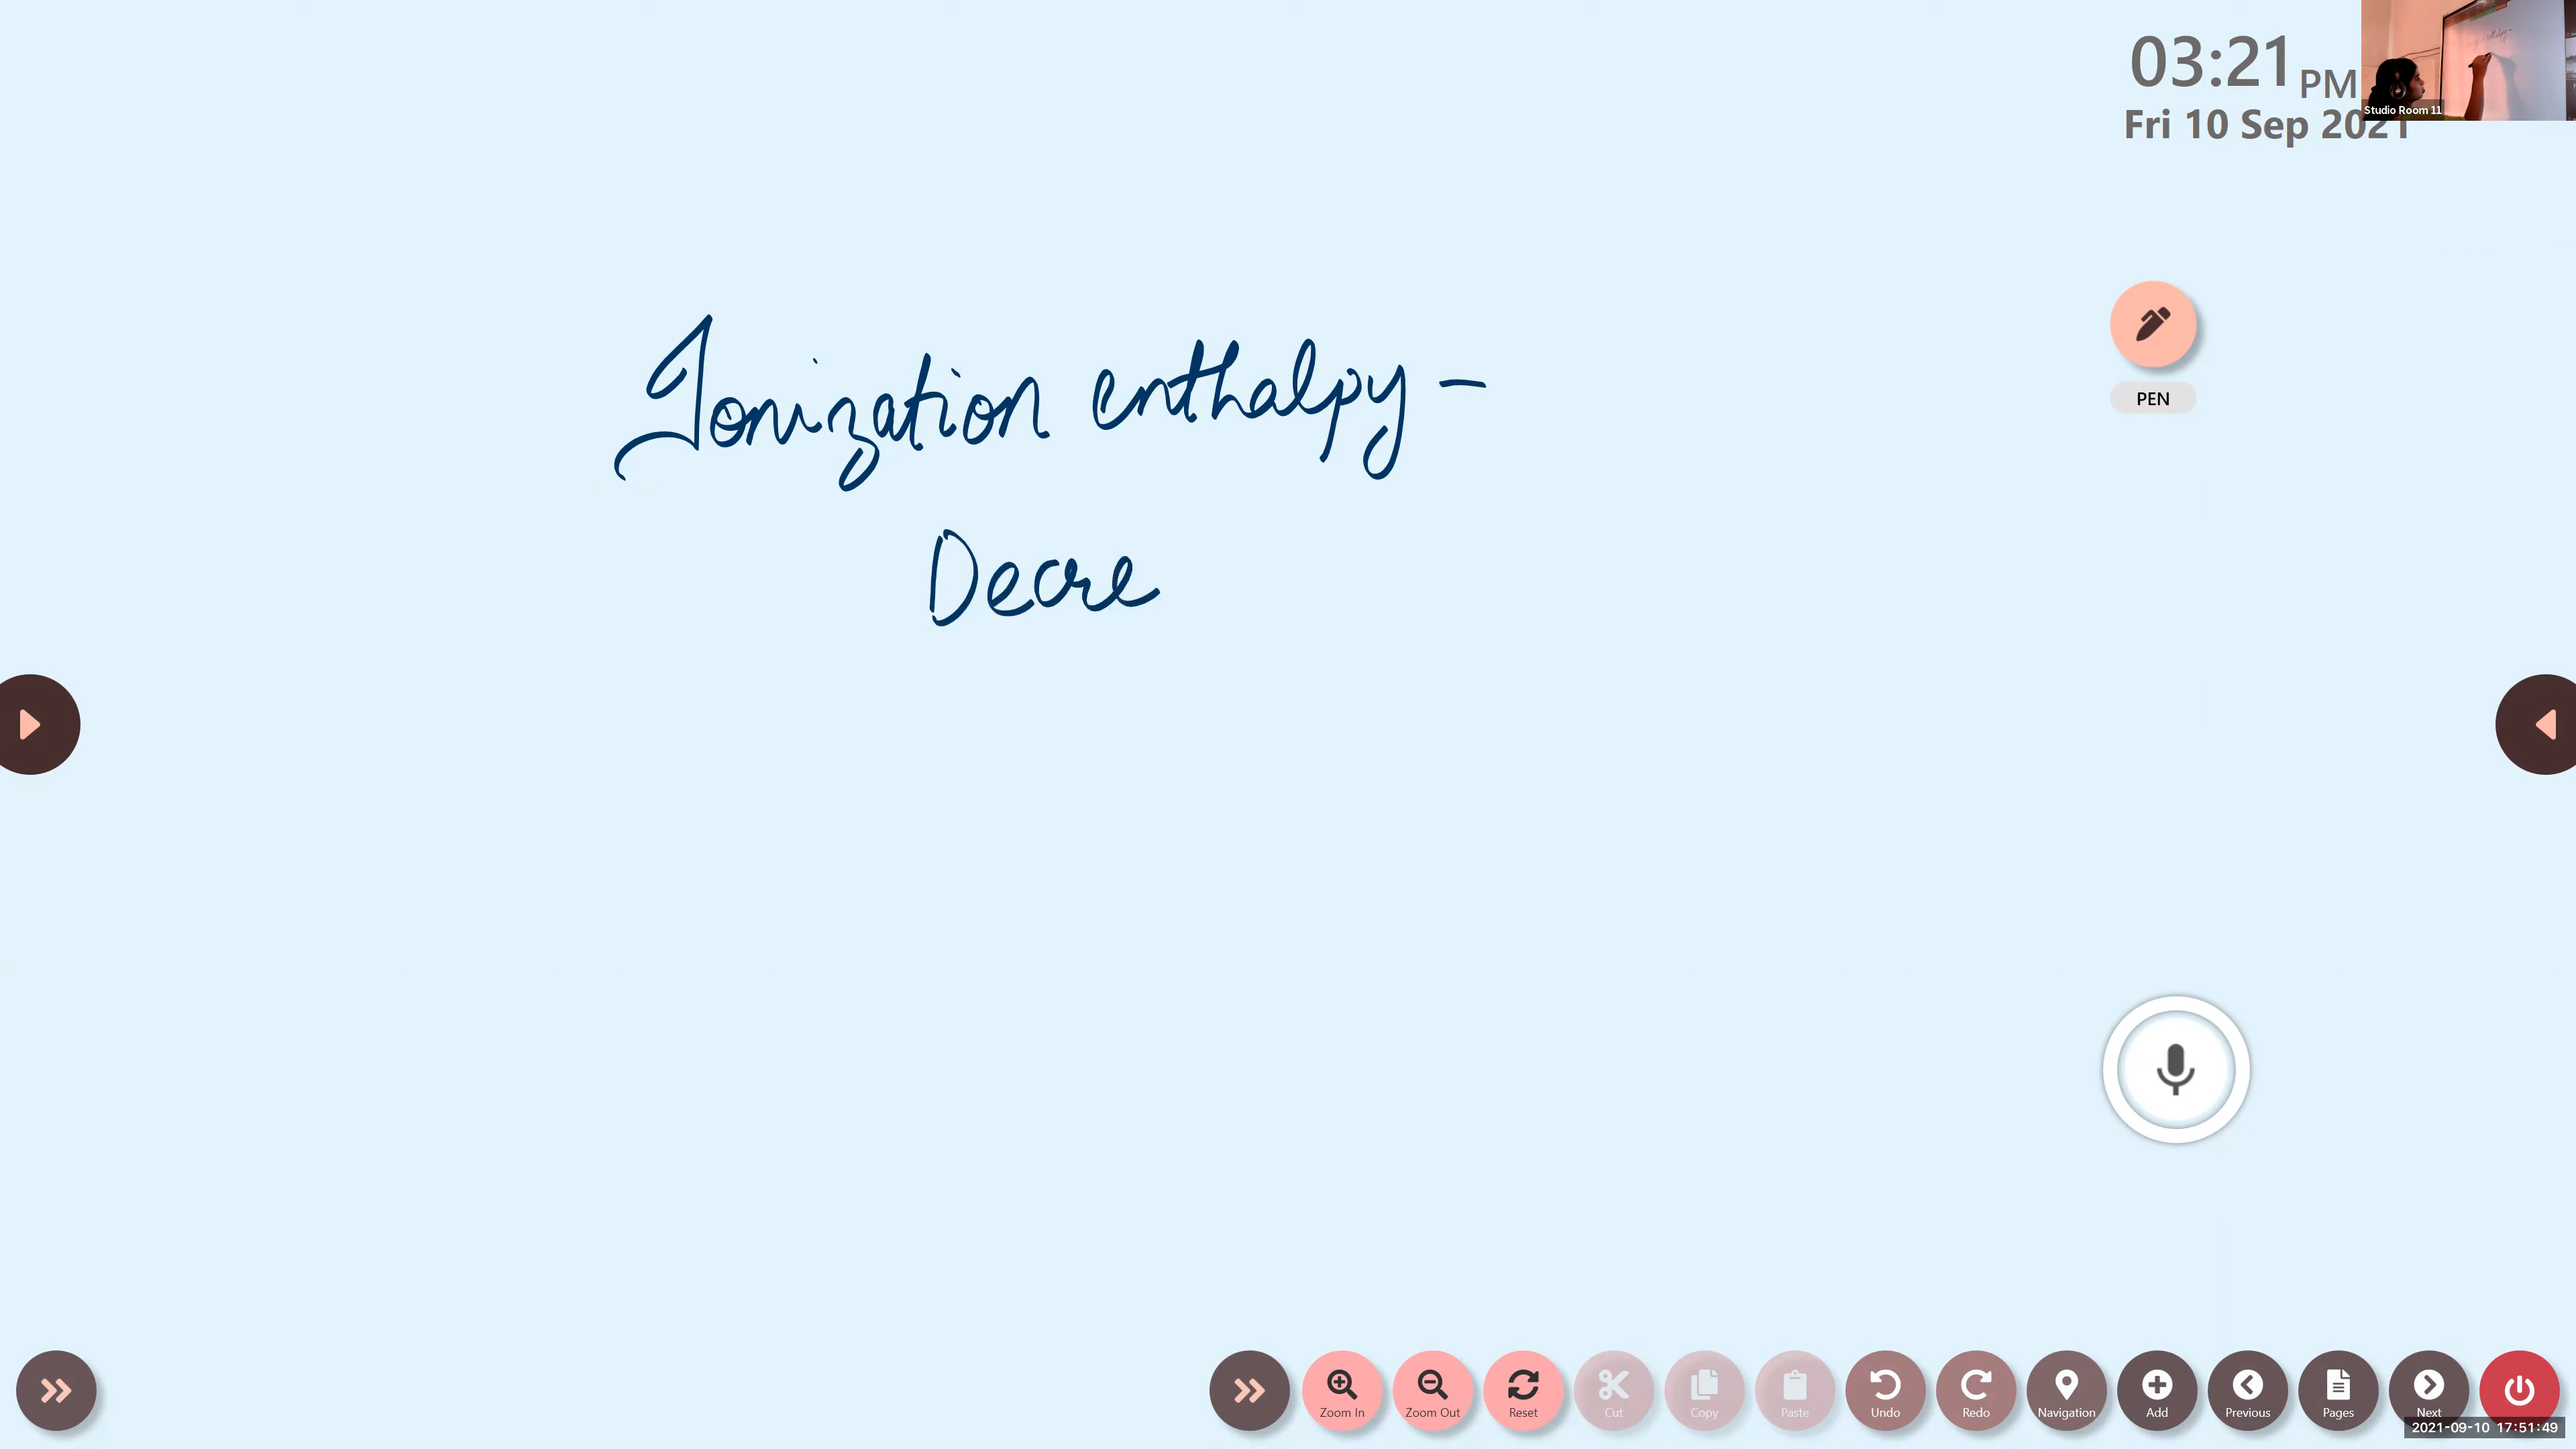 03:21 PM
Studio Room 11
Fri 10 Sep 2021
Ionization enthalpy -
PEN
Decre
Zoom In
Zoom Out
Reset
Cut
Copy
Paste
Undo
Redo
Navigation
Add
Previous
Pages
Next
2021-09-10 17:51:49